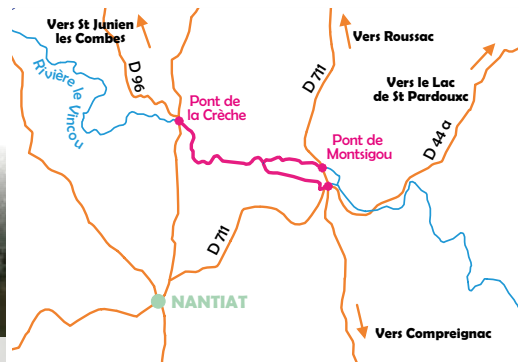 Vers St Junien
les Combes
Vers Roussac
Rivière le Vincou
D 96
D 711
Vers le Lac
de St Pardouxc
Pont de
la Crèche
Pont de
Montsigou
D 44 a
D 711
NANTIAT
Vers Compreignac